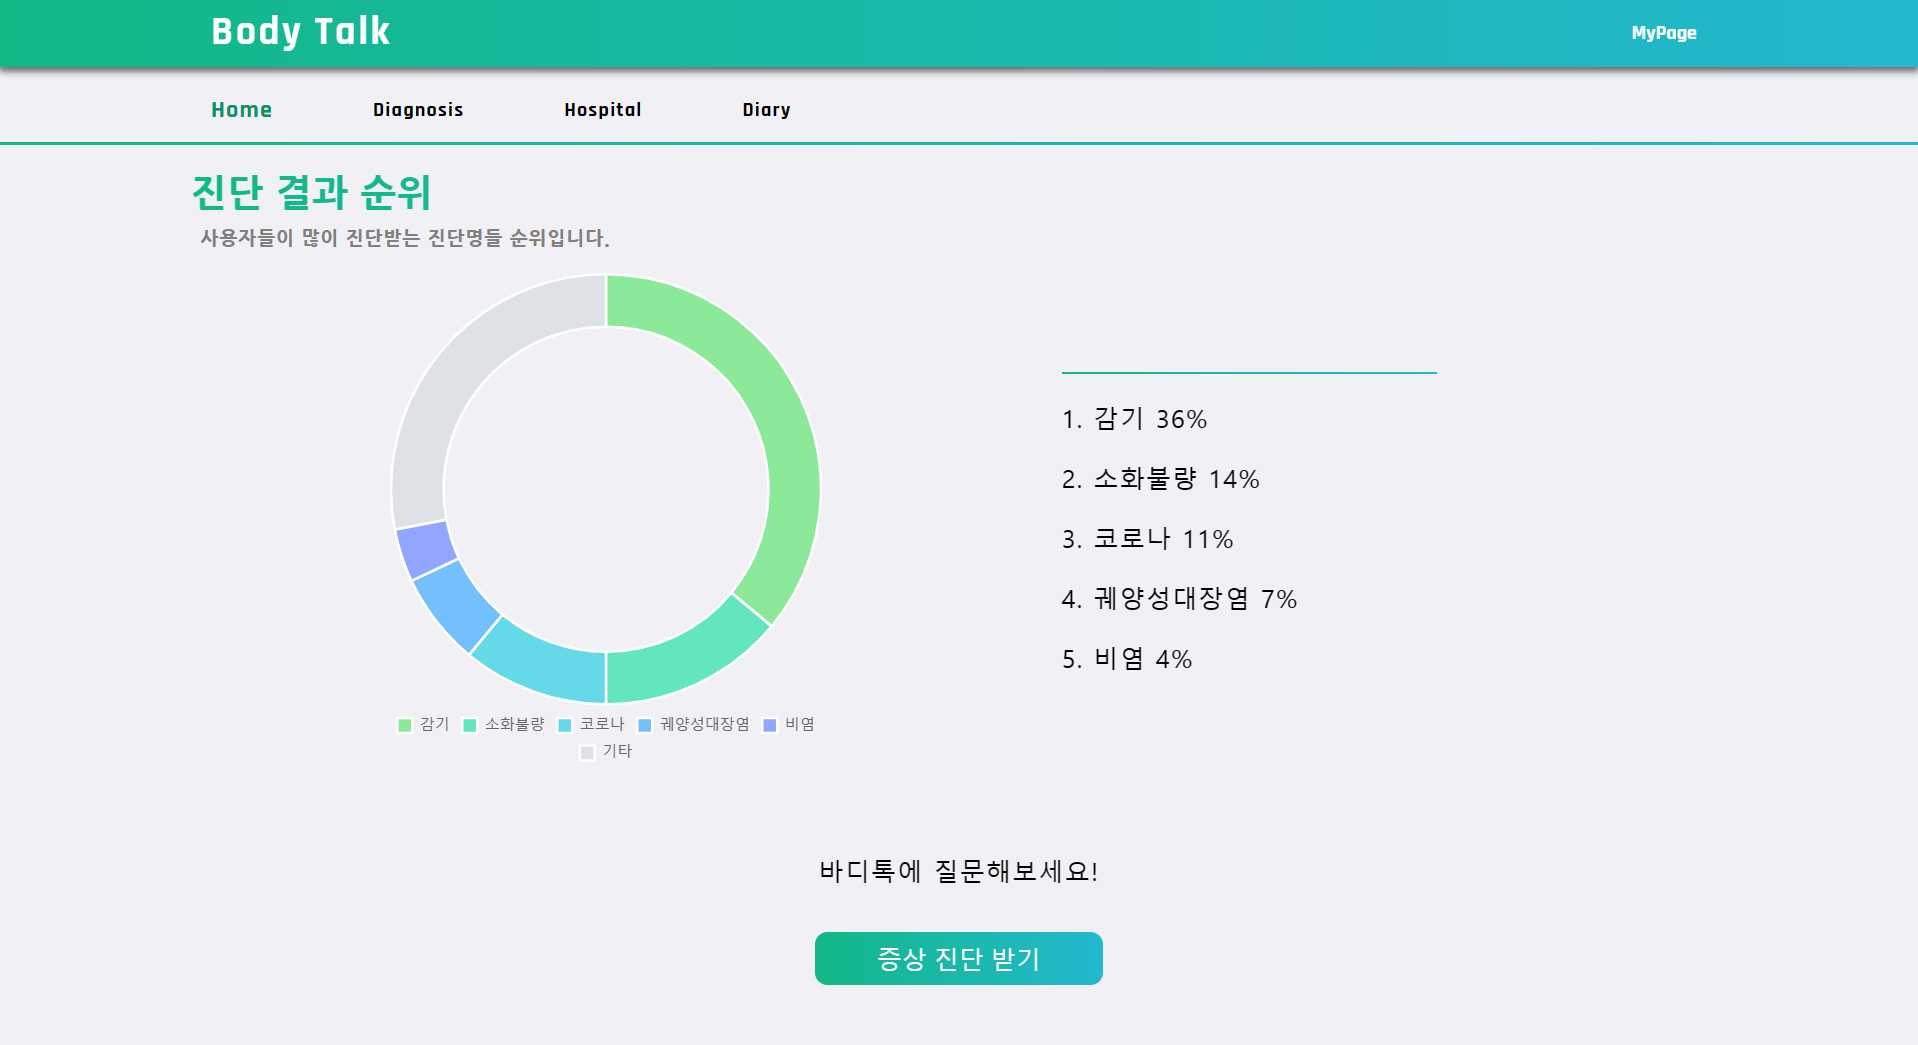 Body Talk
MyPage
Home Diagnosis Hospital Diary
진단 결과 순위
사용자들이 많이 진단받는 진단명들 순위입니다.
1. 감기 36%
2. 소화불량 14%
3. 코로나 11%
4. 궤양성대장염 7%
5. 비염 4%
감기 소화불량 코로나 궤양성대장염 비염
기타
바디톡에 질문해보세요!
증상 진단 받기